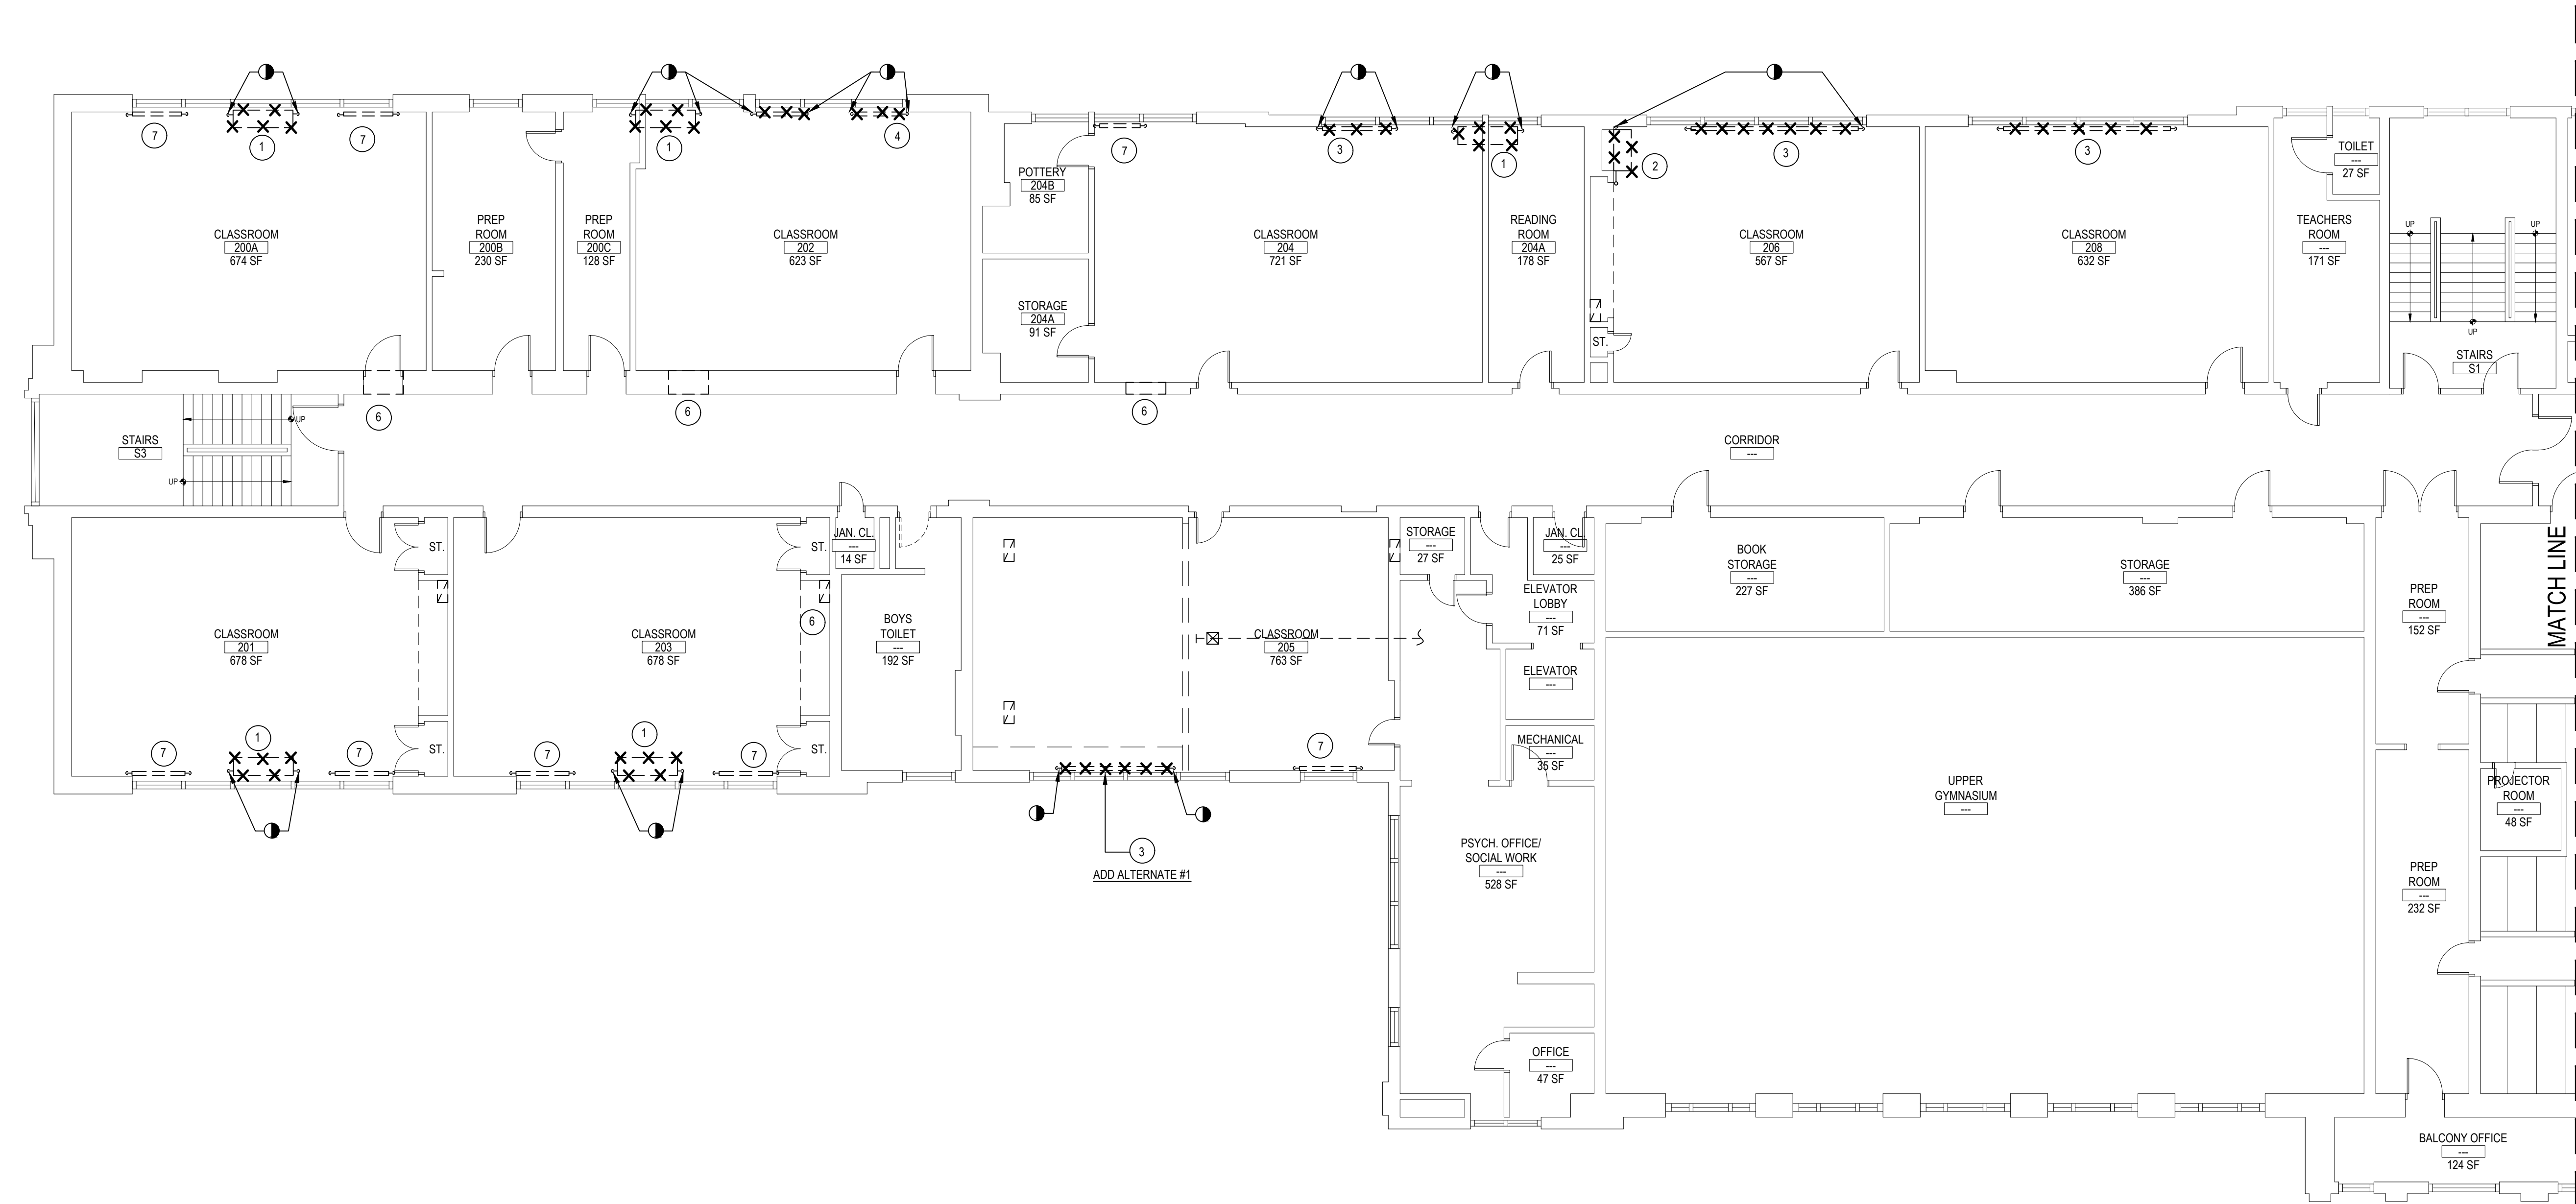 7
1
7
1
4
7
3
1
2
3
3
CLASSROOM
200A
674 SF
PREP
ROOM
200B
230 SF
PREP
ROOM
200C
128 SF
CLASSROOM
202
623 SF
POTTERY
204B
85 SF
STORAGE
204A
91 SF
CLASSROOM
204
721 SF
READING
ROOM
204A
178 SF
ST.
CLASSROOM
206
567 SF
CLASSROOM
208
632 SF
TOILET
---
27 SF
TEACHERS
ROOM
---
171 SF
UP
UP
UP
STAIRS
S1
6
6
6
STAIRS
S3
UP
UP
CORRIDOR
---
CLASSROOM
201
678 SF
ST.
ST.
CLASSROOM
203
678 SF
ST.
6
ST.
JAN. CL.
---
14 SF
BOYS
TOILET
---
192 SF
CLASSROOM
205
763 SF
STORAGE
---
27 SF
JAN. CL.
---
25 SF
ELEVATOR
LOBBY
---
71 SF
ELEVATOR
---
MECHANICAL
---
35 SF
BOOK
STORAGE
---
227 SF
STORAGE
---
386 SF
PREP
ROOM
---
152 SF
MATCH LINE
7
1
7
7
1
7
7
3
ADD ALTERNATE #1
PSYCH. OFFICE/
SOCIAL WORK
---
528 SF
UPPER
GYMNASIUM
---
PROJECTOR
ROOM
---
48 SF
PREP
ROOM
---
232 SF
OFFICE
---
47 SF
BALCONY OFFICE
---
124 SF